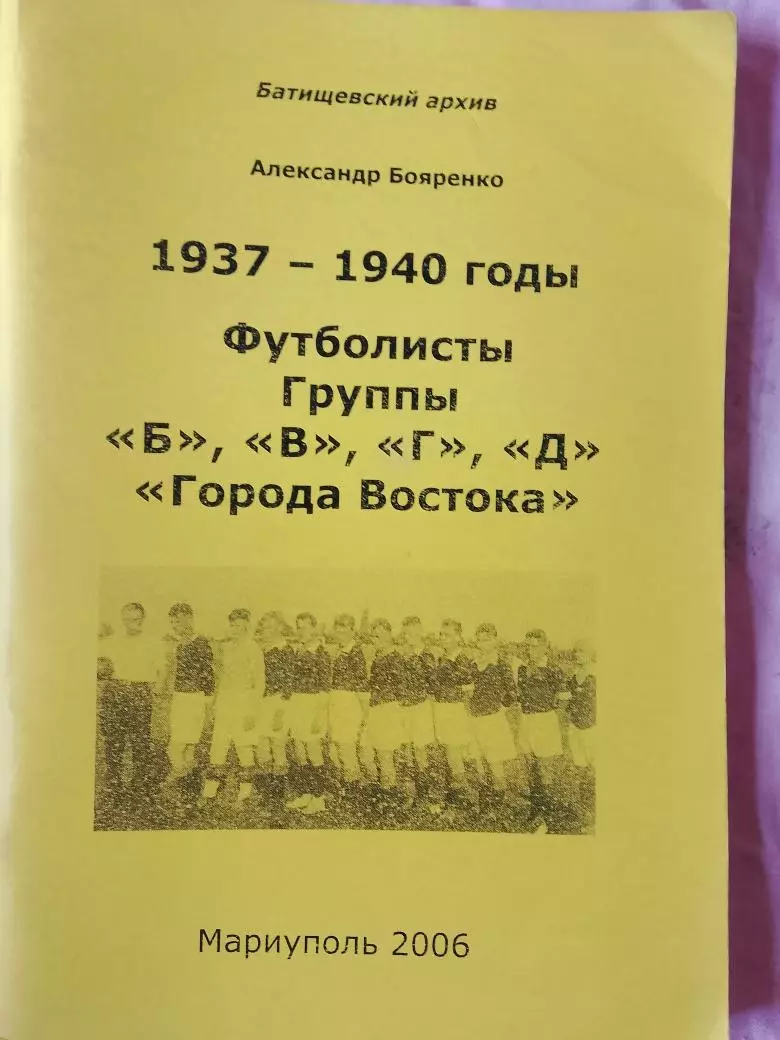 Батищевский архив
Александр Бояренко
1937 – 1940 годы
Футболисты
Группы
«Б», «В», «Г», «Д»
«Города Востока»
Мариуполь 2006